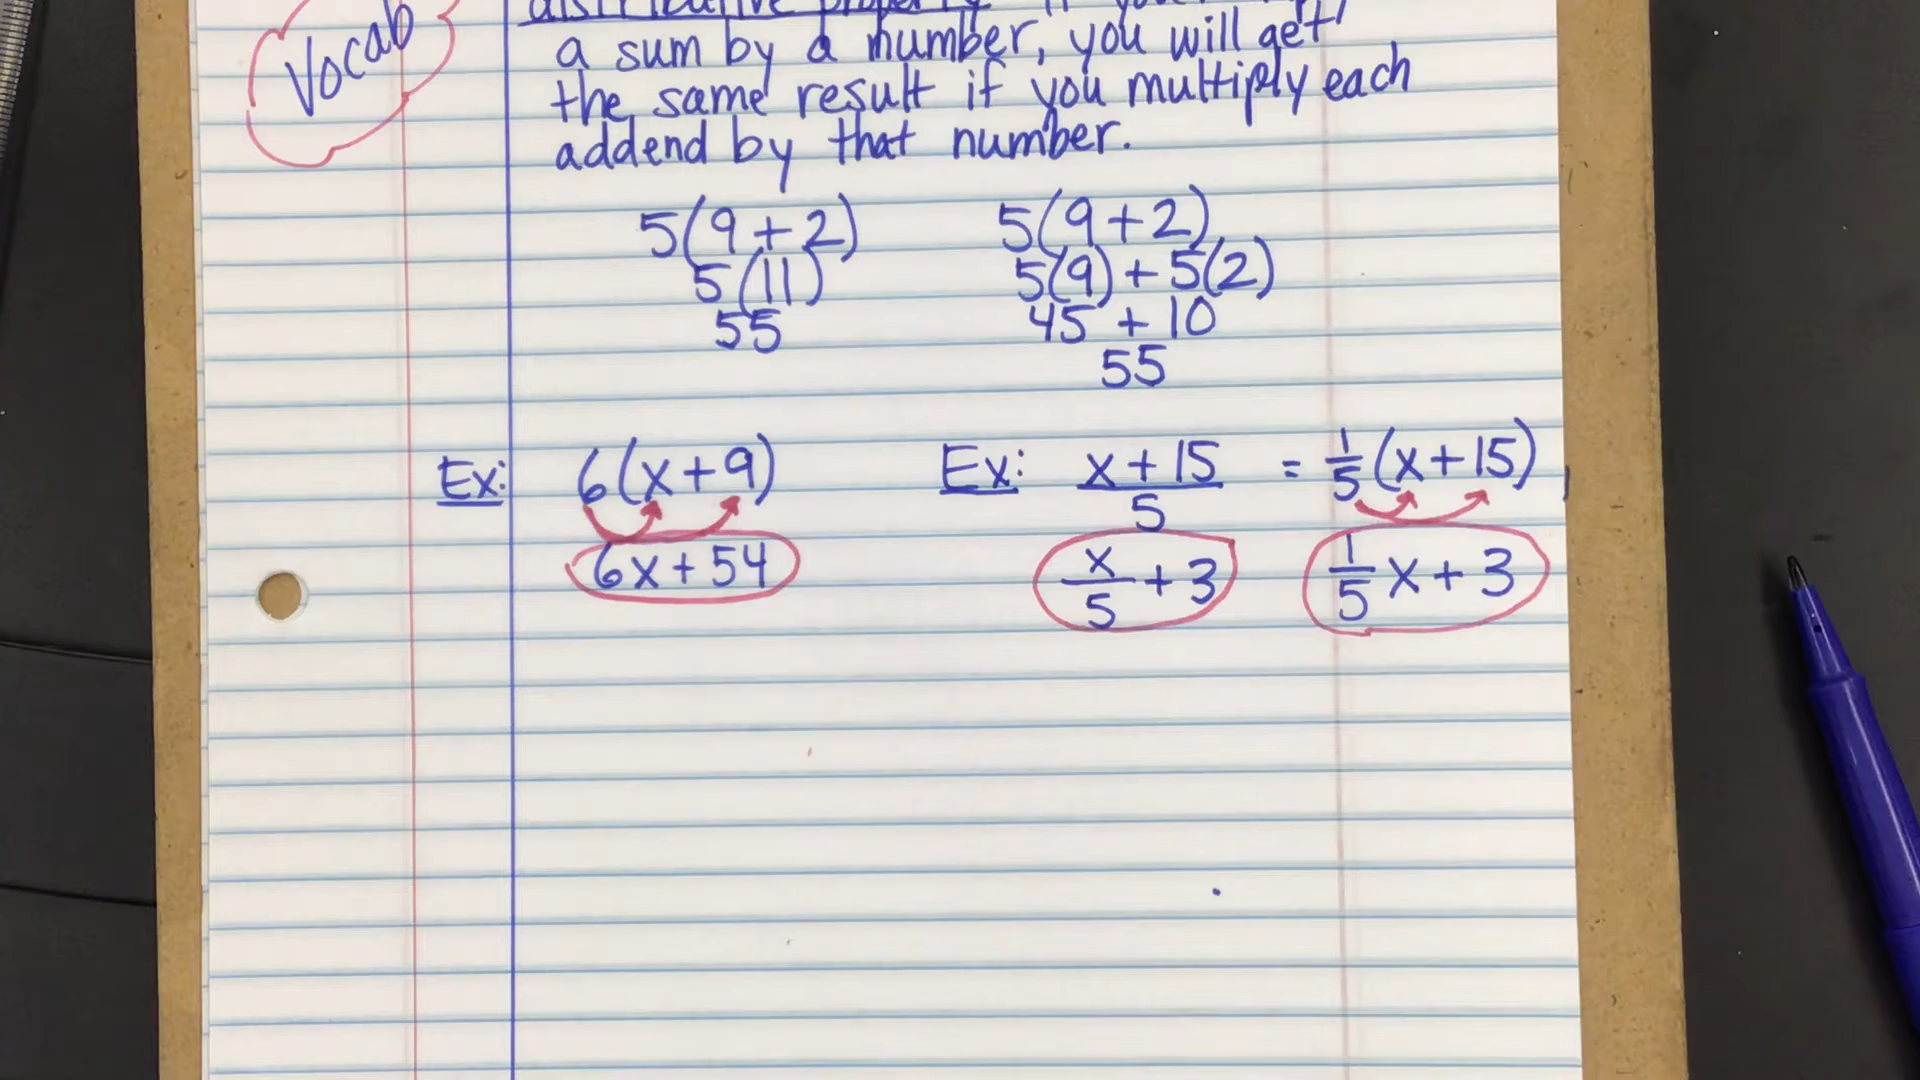 Vocab
distributive property
a sum by a number, you will get
the same result if you multiply each
addend by that number.
5(9+2) 5(9+2)
5(11) 5(9) + 5(2)
55 45 + 10
55
Ex: 6(x+9) Ex: x+15/5 = 1/5(x+15)
6x+54 x/5 + 3 1/5x + 3